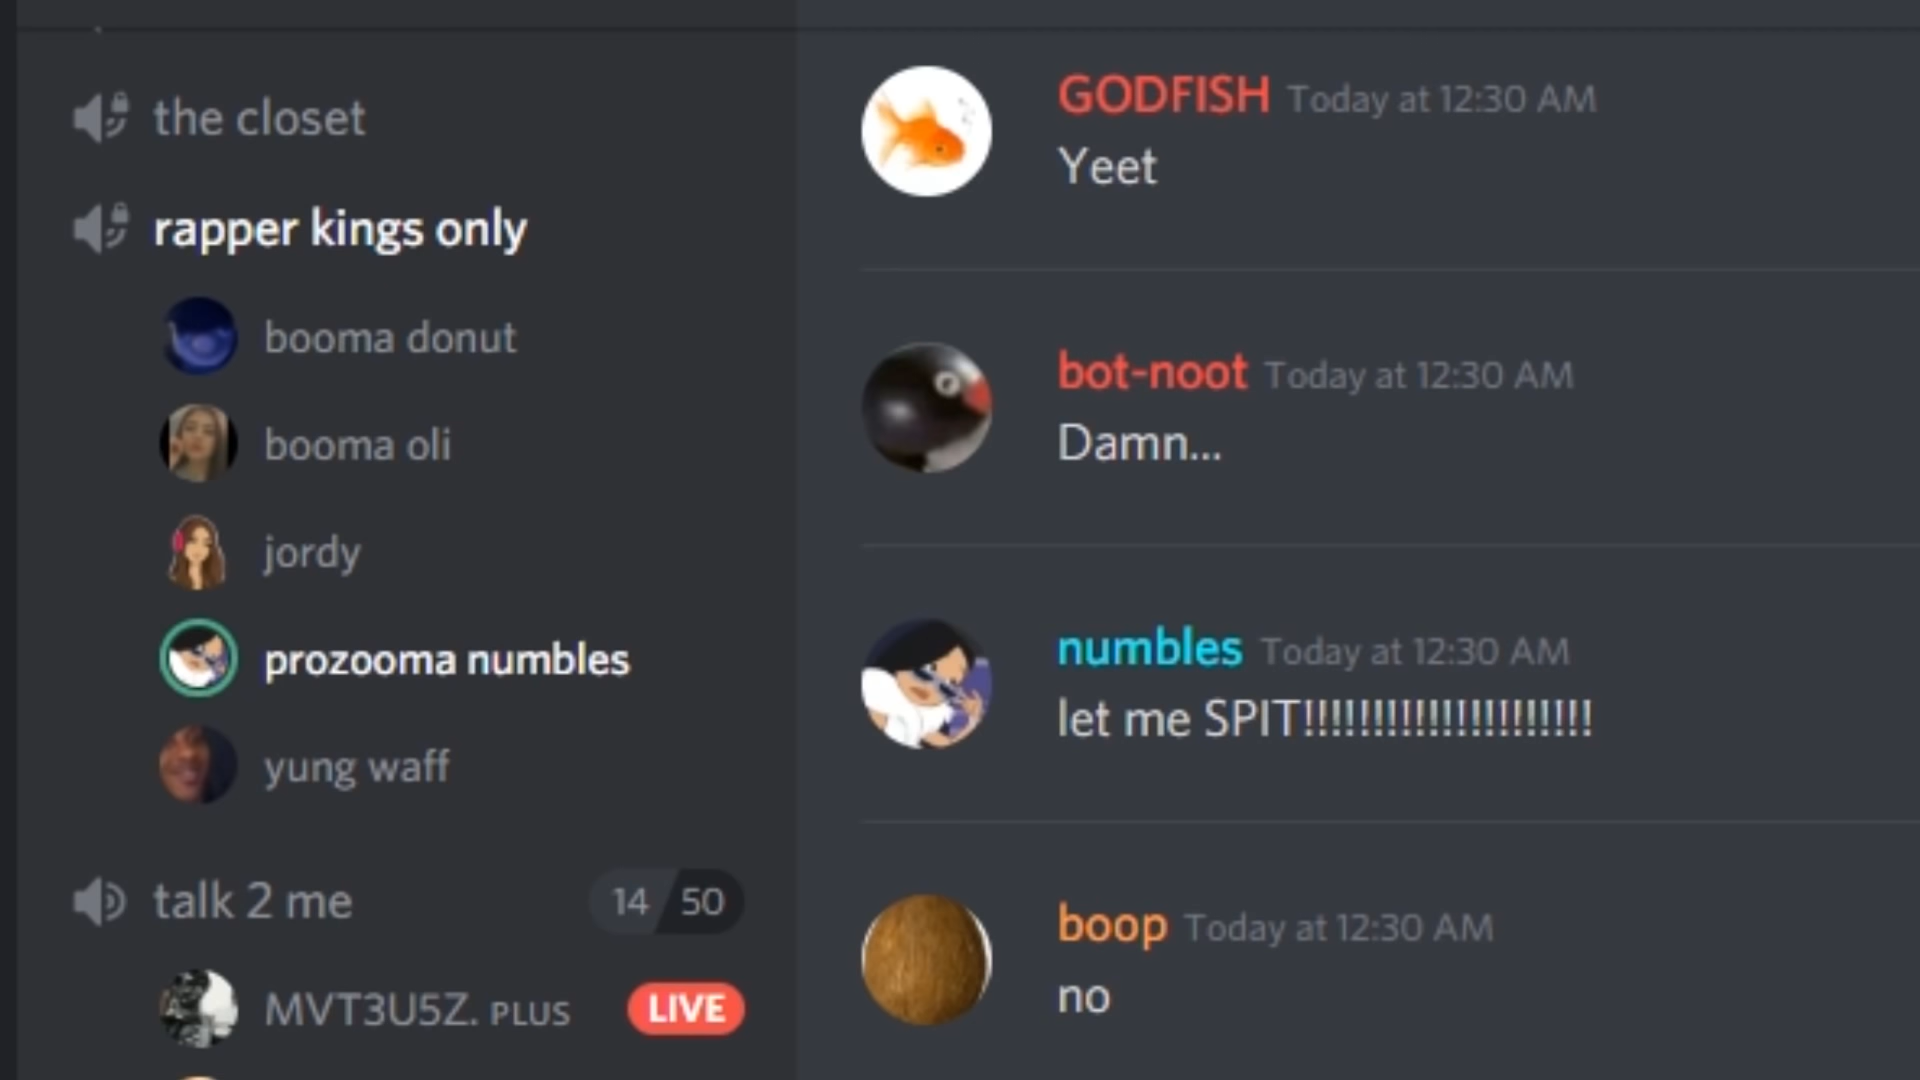 the closet
rapper kings only
booma donut
booma oli
jordy
prozooma numbles
yung waff
talk 2 me 14 50
MVT3U5Z. PLUS LIVE
GODFISH Today at 12:30 AM
Yeet
bot-noot Today at 12:30 AM
Damn...
numbles Today at 12:30 AM
let me SPIT!!!!!!!!!!!!!!!!!!!!!
boop Today at 12:30 AM
no